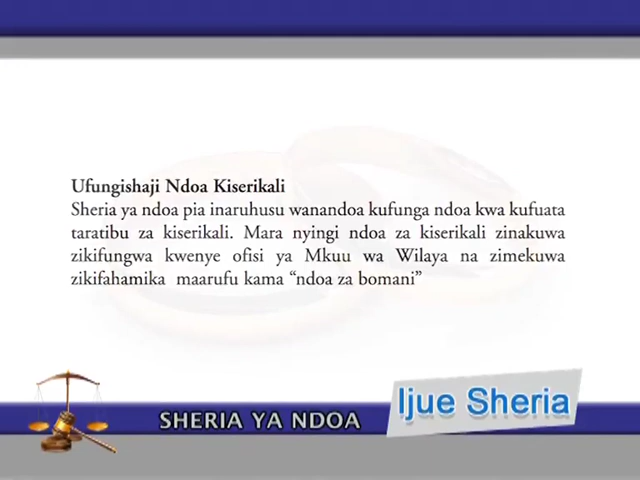 Ufungishaji Ndoa Kiserikali
Sheria ya ndoa pia inaruhusu wanandoa kufunga ndoa kwa kufuata
taratibu za kiserikali. Mara nyingi ndoa za kiserikali zinakuwa
zikifungwa kwenye ofisi ya Mkuu wa Wilaya na zimekuwa
zikifahamika maarufu kama “ndoa za bomani”
Ijue Sheria
SHERIA YA NDOA